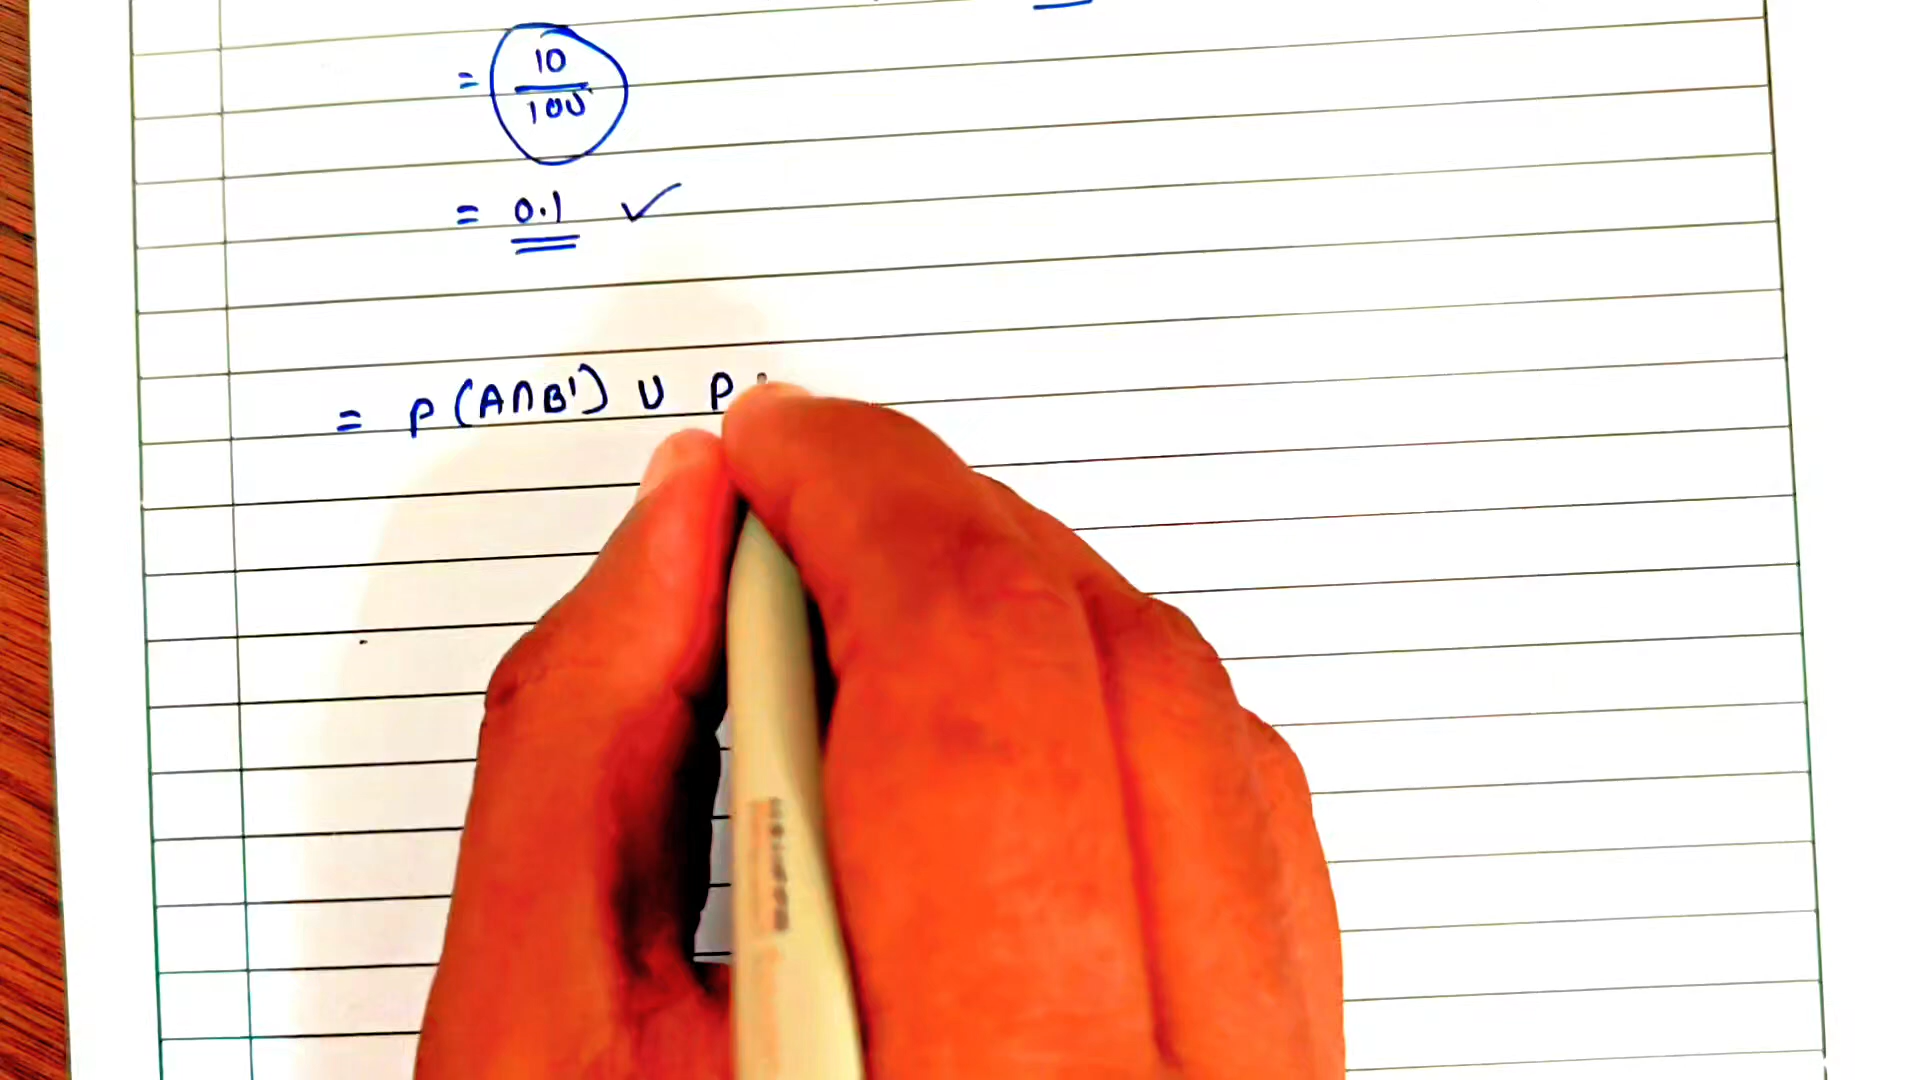 = 10/100
= 0.1 ✓
= P (A∩B') ∪ P